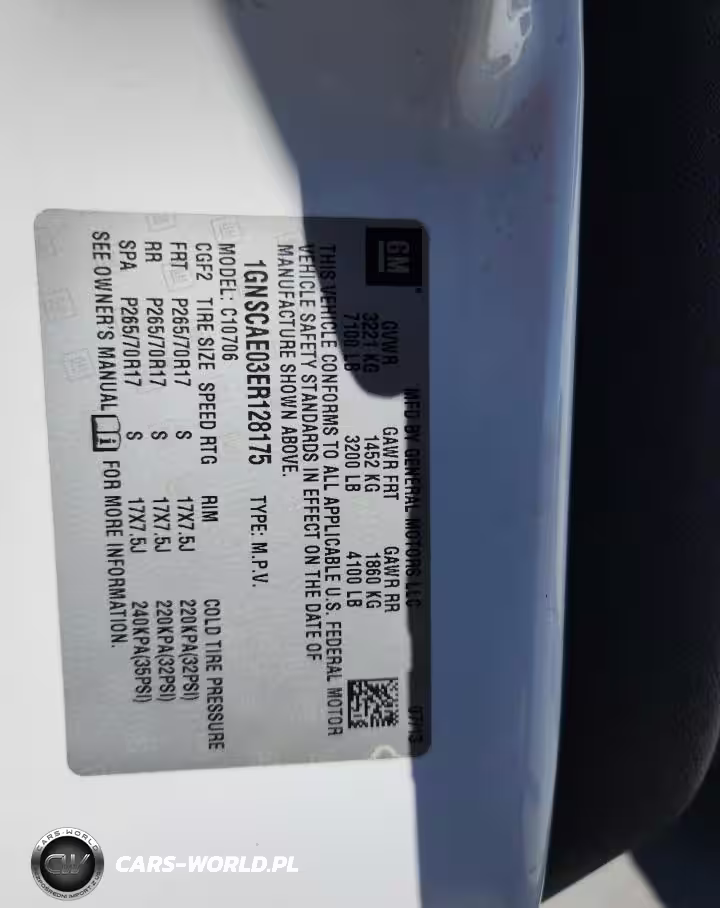 GM
MFD BY GENERAL MOTORS LLC 07/13
GVWR GAWR FRT GAWR RR
3221 KG 1452 KG 1860 KG
7100 LB 3200 LB 4100 LB
THIS VEHICLE CONFORMS TO ALL APPLICABLE U.S. FEDERAL MOTOR
VEHICLE SAFETY STANDARDS IN EFFECT ON THE DATE OF
MANUFACTURE SHOWN ABOVE.
1GNSCAE03ER128175 TYPE: M.P.V.
MODEL: C10706
CGF2 TIRE SIZE SPEED RTG RIM COLD TIRE PRESSURE
FRT P265/70R17 S 17X7.5J 220KPA(32PSI)
RR P265/70R17 S 17X7.5J 220KPA(32PSI)
SPA P265/70R17 S 17X7.5J 240KPA(35PSI)
SEE OWNER'S MANUAL i FOR MORE INFORMATION.
CARS-WORLD
CW
CARS-WORLD.PL